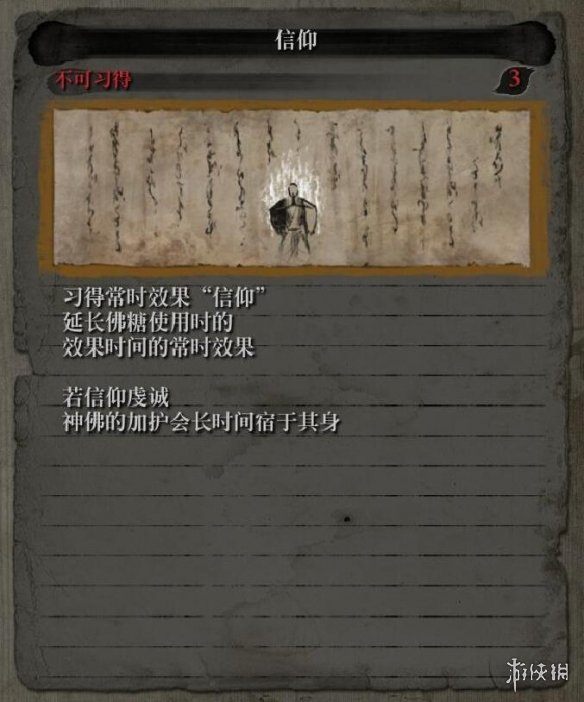 信仰
不可习得
3
习得常时效果“信仰”
延长佛糖使用时的
效果时间的常时效果
若信仰虔诚
神佛的加护会长时间宿于其身
游侠网